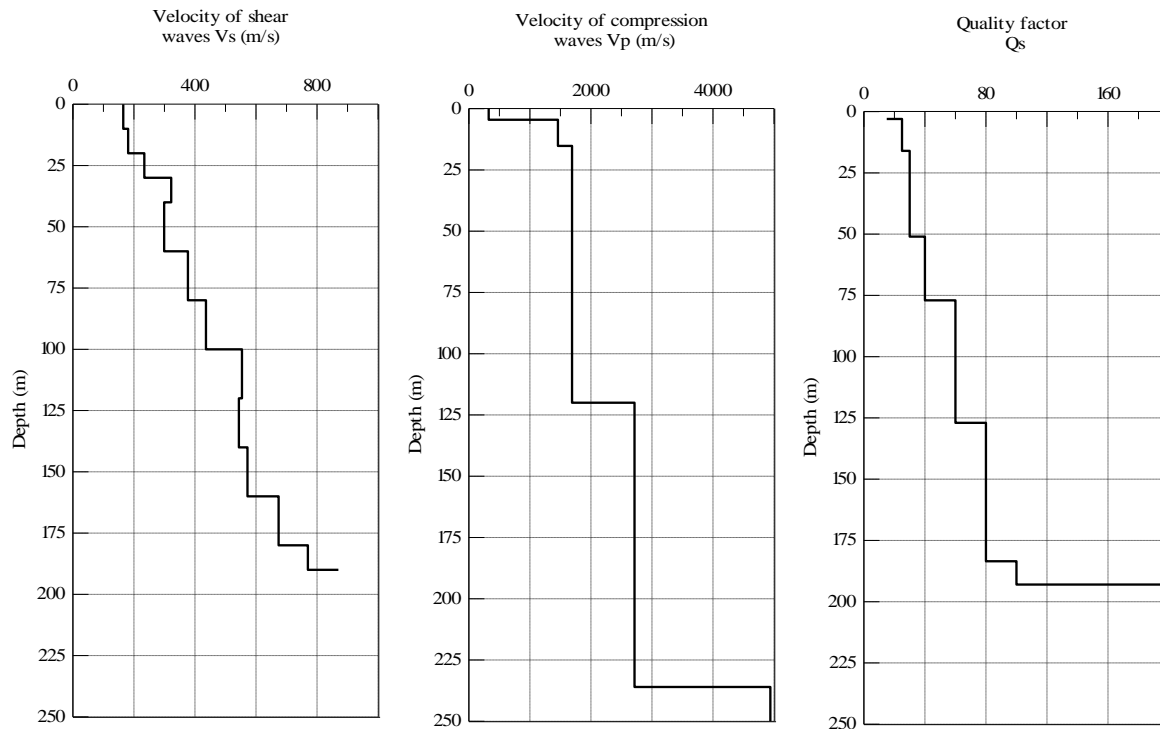 Velocity of shear
waves Vs (m/s)
0 400 800
0
25
50
75
100
125
150
175
200
225
250
Depth (m)
Velocity of compression
waves Vp (m/s)
0 2000 4000
0
25
50
75
100
125
150
175
200
225
250
Depth (m)
Quality factor
Qs
0 80 160
0
25
50
75
100
125
150
175
200
225
250
Depth (m)